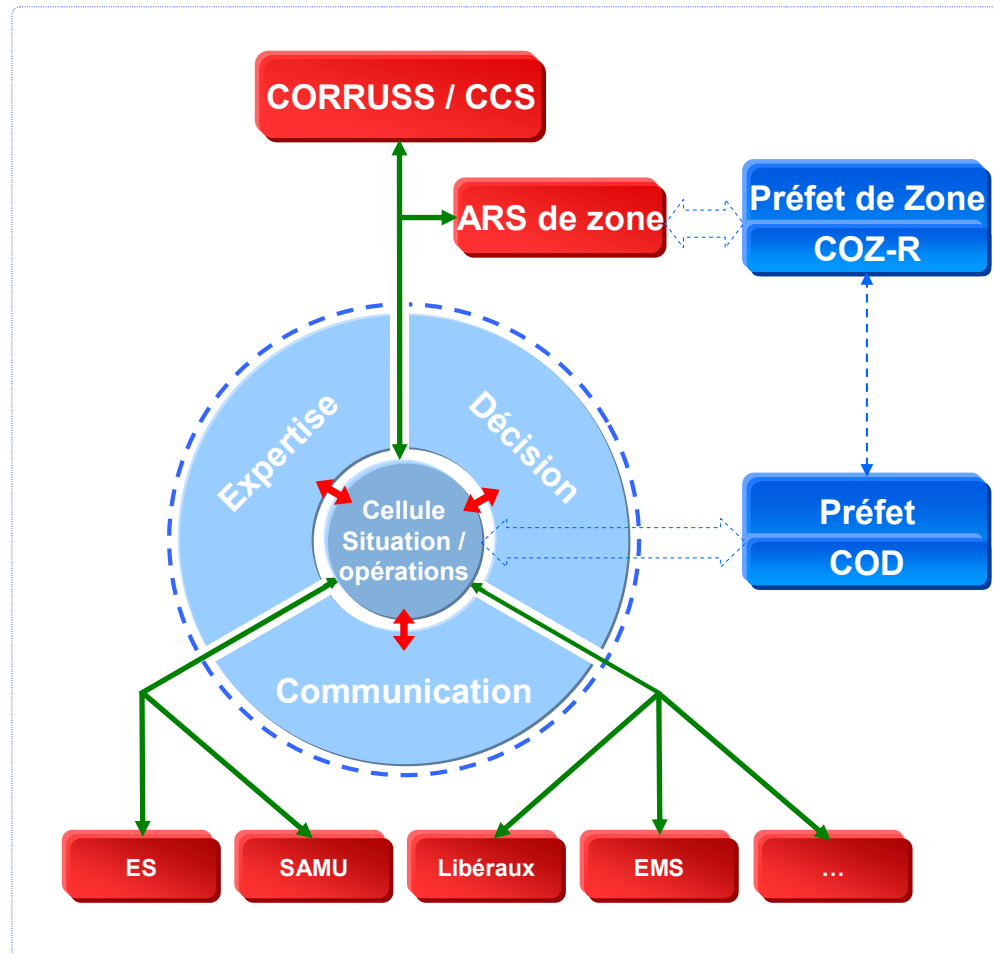 CORRUSS / CCS
ARS de zone
Préfet de Zone
COZ-R
Expertise
Décision
Cellule
Situation /
opérations
Préfet
COD
Communication
ES
SAMU
Libéraux
EMS
…